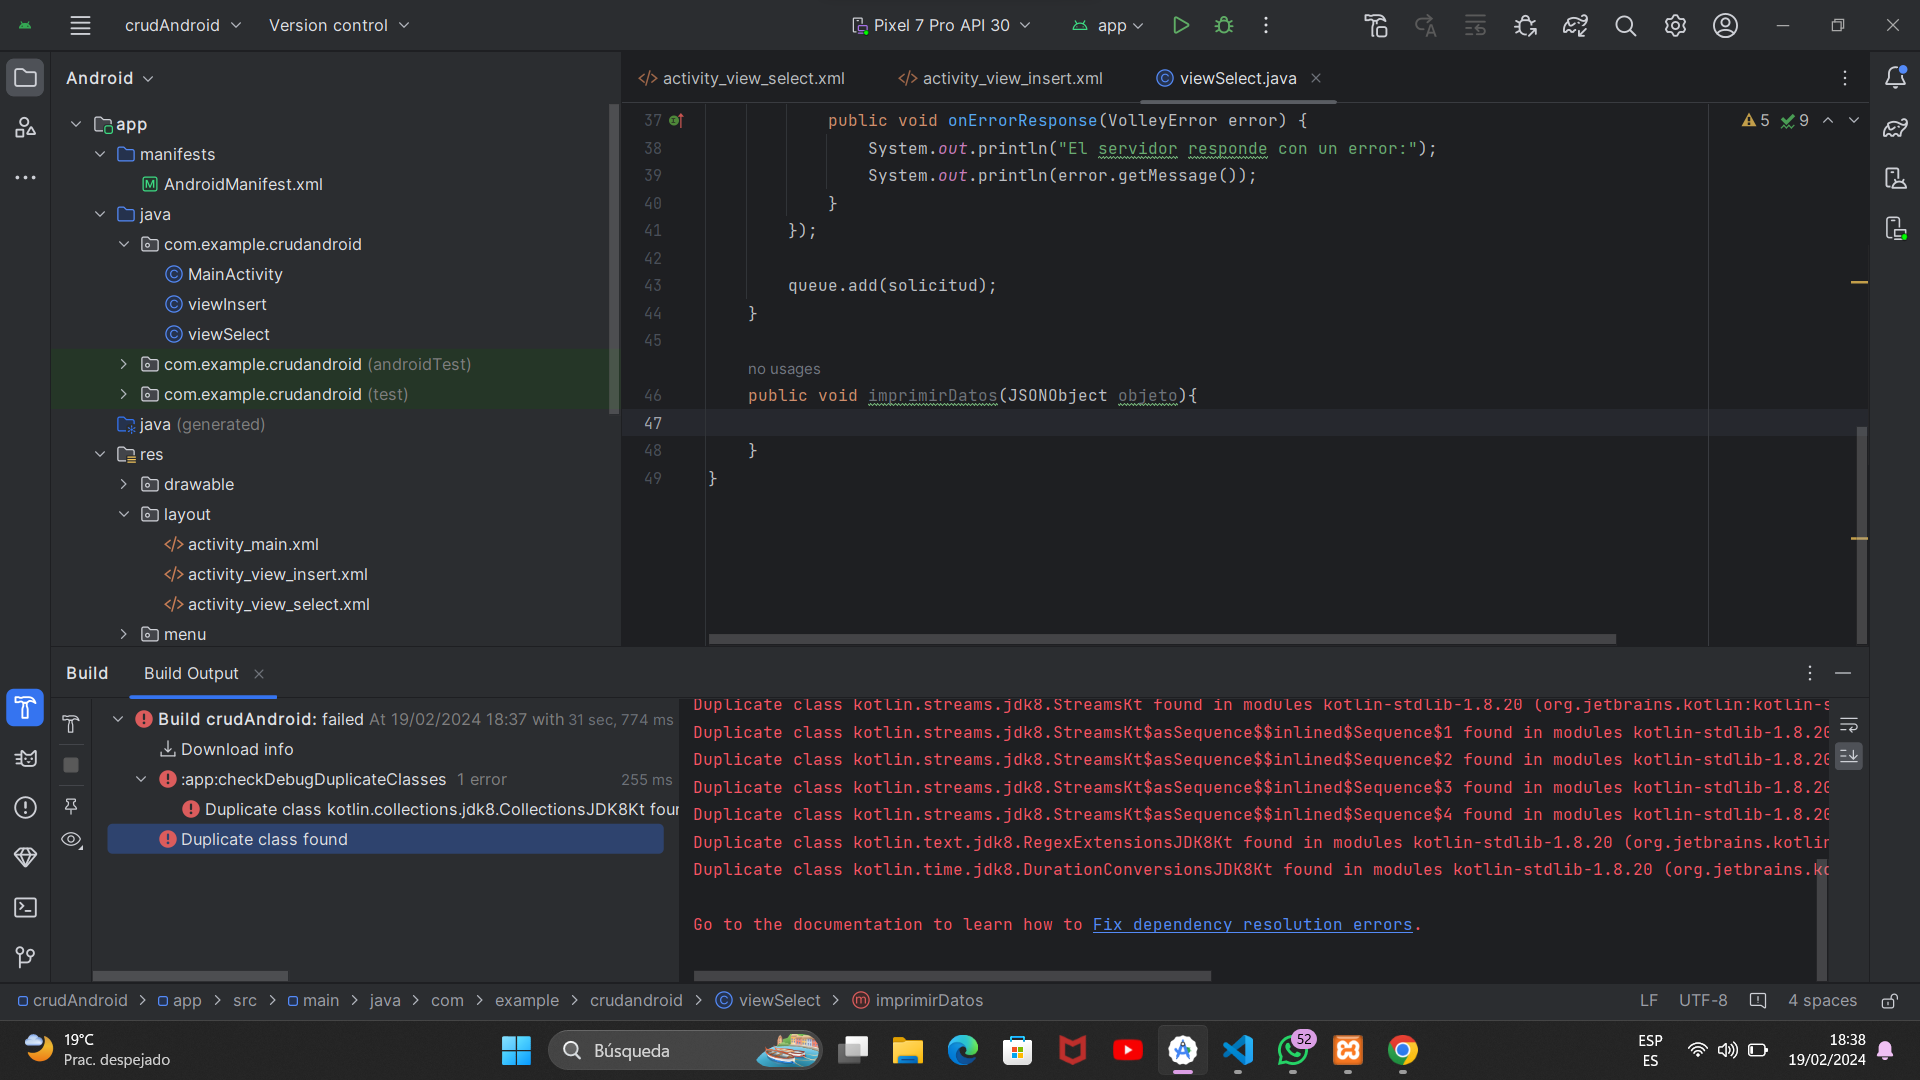 crudAndroid
Version control
Pixel 7 Pro API 30
app
Android
activity_view_select.xml
activity_view_insert.xml
viewSelect.java
app
manifests
AndroidManifest.xml
java
com.example.crudandroid
MainActivity
viewInsert
viewSelect
com.example.crudandroid (androidTest)
com.example.crudandroid (test)
java (generated)
res
drawable
layout
activity_main.xml
activity_view_insert.xml
activity_view_select.xml
menu
5 9
37 public void onErrorResponse(VolleyError error) {
38 System.out.println("El servidor responde con un error:");
39 System.out.println(error.getMessage());
40 }
41 });
42
43 queue.add(solicitud);
44 }
45
no usages
46 public void imprimirDatos(JSONObject objeto){
47
48 }
49 }
Build
Build Output
Build crudAndroid: failed At 19/02/2024 18:37 with 31 sec, 774 ms
Download info
:app:checkDebugDuplicateClasses 1 error 255 ms
Duplicate class kotlin.collections.jdk8.CollectionsJDK8Kt four
Duplicate class found
Duplicate class kotlin.streams.jdk8.StreamsKt found in modules kotlin-stdlib-1.8.20 (org.jetbrains.kotlin:kotlin-s
Duplicate class kotlin.streams.jdk8.StreamsKt$asSequence$$inlined$Sequence$1 found in modules kotlin-stdlib-1.8.20
Duplicate class kotlin.streams.jdk8.StreamsKt$asSequence$$inlined$Sequence$2 found in modules kotlin-stdlib-1.8.20
Duplicate class kotlin.streams.jdk8.StreamsKt$asSequence$$inlined$Sequence$3 found in modules kotlin-stdlib-1.8.20
Duplicate class kotlin.streams.jdk8.StreamsKt$asSequence$$inlined$Sequence$4 found in modules kotlin-stdlib-1.8.20
Duplicate class kotlin.text.jdk8.RegexExtensionsJDK8Kt found in modules kotlin-stdlib-1.8.20 (org.jetbrains.kotlin
Duplicate class kotlin.time.jdk8.DurationConversionsJDK8Kt found in modules kotlin-stdlib-1.8.20 (org.jetbrains.ko
Go to the documentation to learn how to Fix dependency resolution errors.
crudAndroid > app > src > main > java > com > example > crudandroid > viewSelect > imprimirDatos
LF UTF-8 4 spaces
19°C
Prac. despejado
Búsqueda
52
ESP
ES
18:38
19/02/2024